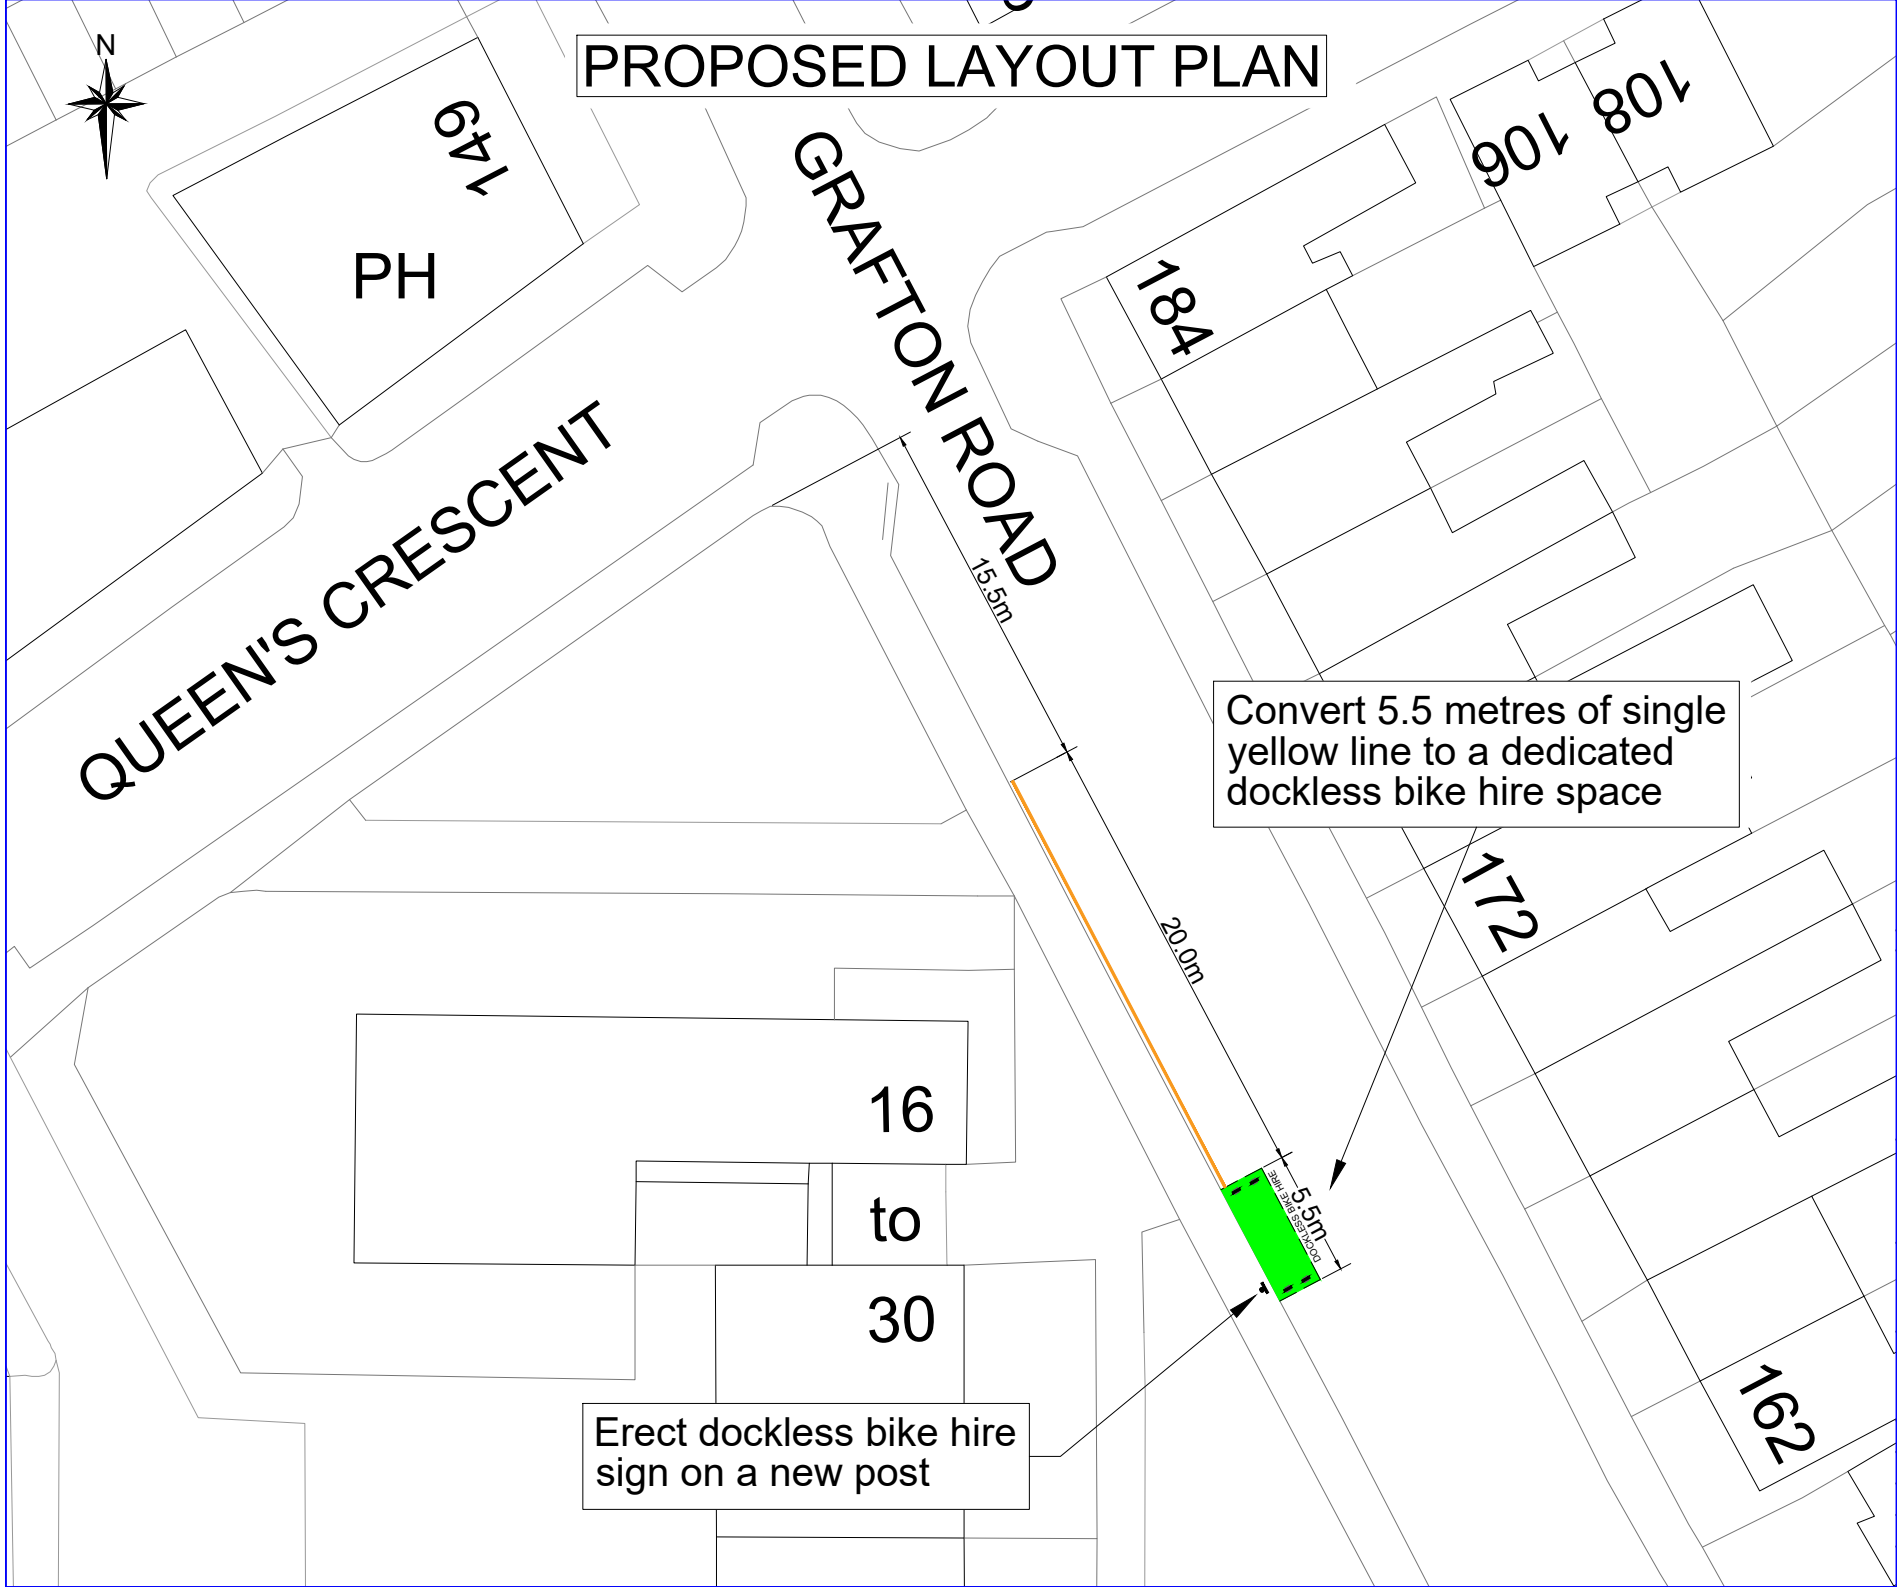 N
PROPOSED LAYOUT PLAN
149
PH
GRAFTON ROAD
106
108
184
QUEEN'S CRESCENT
15.5m
Convert 5.5 metres of single
yellow line to a dedicated
dockless bike hire space
172
20.0m
16
to
30
DOCKLESS BIKE HIRE
5.5m
162
Erect dockless bike hire
sign on a new post